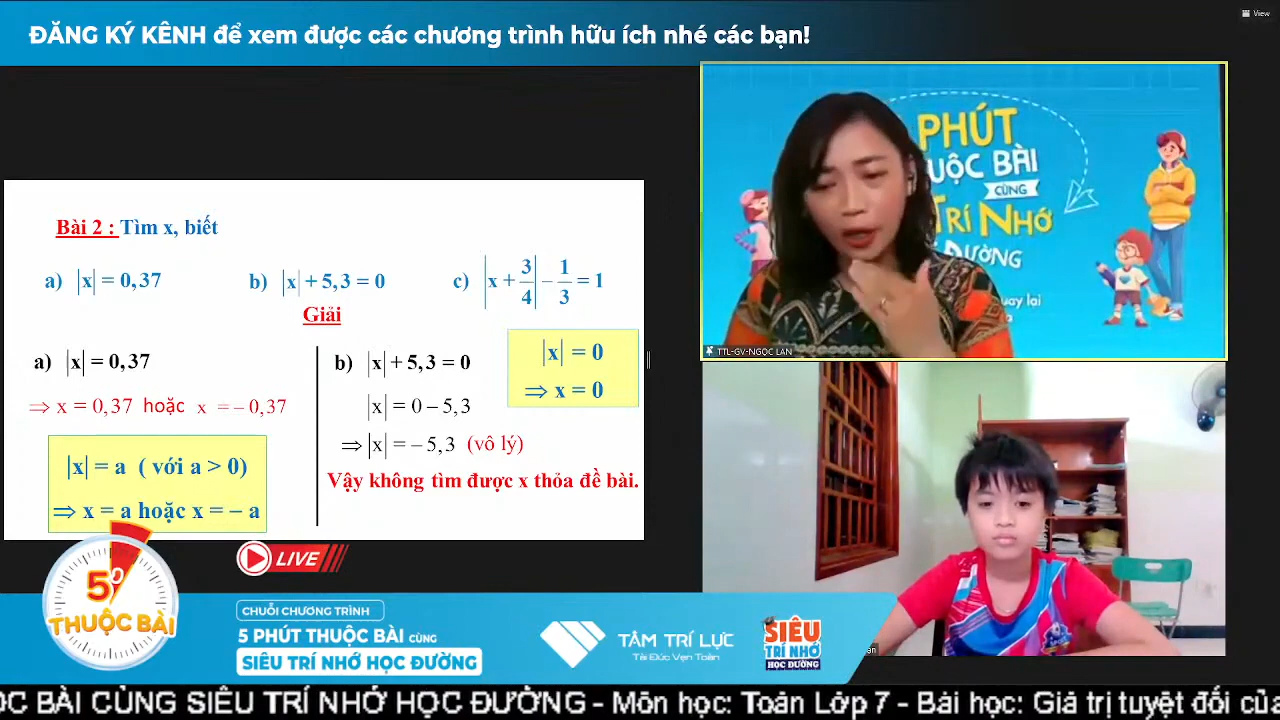 View
ĐĂNG KÝ KÊNH để xem được các chương trình hữu ích nhé các bạn!
PHÚT
UỘC BÀI
CÙNG
TRÍ NHỚ
ĐƯỜNG
uay lại
TTL-GV-NGỌC LAN
Bài 2 : Tìm x, biết
a) |x| = 0,37 b) |x| + 5,3 = 0 c) |x + 3/4| − 1/3 = 1
Giải
a) |x| = 0,37
⇒ x = 0,37 hoặc x = – 0,37
|x| = a ( với a > 0)
⇒ x = a hoặc x = – a
b) |x| + 5,3 = 0
|x| = 0 – 5,3
⇒ |x| = – 5,3 (vô lý)
Vậy không tìm được x thỏa đề bài.
|x| = 0
⇒ x = 0
LIVE
5
THUỘC BÀI
CHUỖI CHƯƠNG TRÌNH
5 PHÚT THUỘC BÀI CÙNG
SIÊU TRÍ NHỚ HỌC ĐƯỜNG
TÂM TRÍ LỰC
Tài Đức Vẹn Toàn
SIÊU
TRÍ NHỚ
HỌC ĐƯỜNG
ỌC BÀI CÙNG SIÊU TRÍ NHỚ HỌC ĐƯỜNG - Môn học: Toán Lớp 7 - Bài học: Giá trị tuyệt đối của